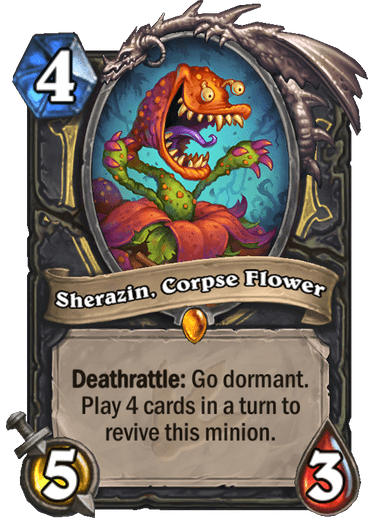 4
Sherazin, Corpse Flower
Deathrattle: Go dormant.
Play 4 cards in a turn to
revive this minion.
5
3